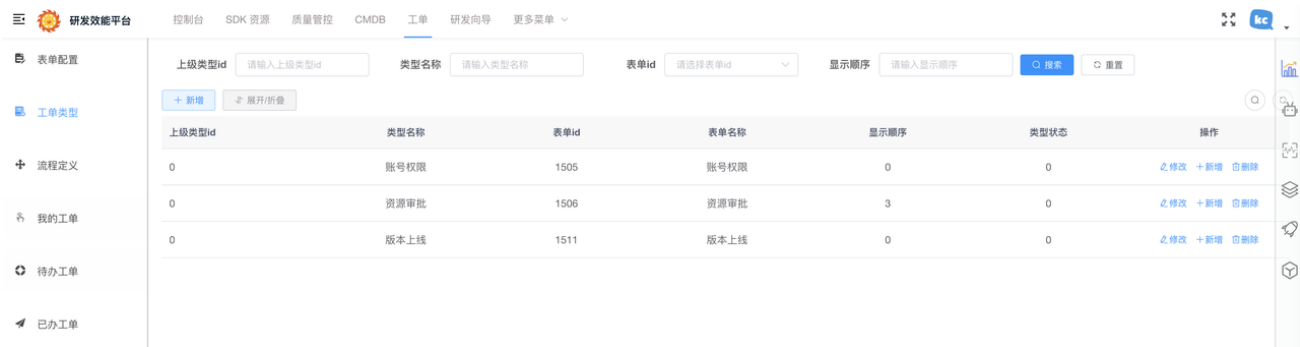 研发效能平台 控制台 SDK 资源 质量管控 CMDB 工单 研发向导 更多菜单 kc
表单配置
工单类型
流程定义
我的工单
待办工单
已办工单
上级类型id 请输入上级类型id 类型名称 请输入类型名称 表单id 请选择表单id 显示顺序 请输入显示顺序 搜索 重置
新增 展开/折叠
上级类型id 类型名称 表单id 表单名称 显示顺序 类型状态 操作
0 账号权限 1505 账号权限 0 0 修改 新增 删除
0 资源审批 1506 资源审批 3 0 修改 新增 删除
0 版本上线 1511 版本上线 0 0 修改 新增 删除